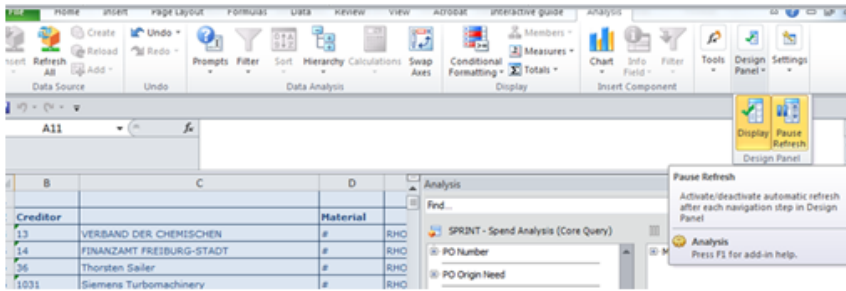 Home Insert Page Layout Formulas Data Review View Acrobat Interactive guide Analysis
Refresh All
Create
Reload
Add
Data Source
Undo
Redo
Undo
Prompts Filter Sort Hierarchy Calculations Swap Axes
Data Analysis
Conditional Formatting
Members
Measures
Totals
Display
Chart Info Field Filter
Insert Component
Tools Design Panel Settings
A11 fx
Display Pause Refresh
Design Panel
Pause Refresh
Activate/deactivate automatic refresh
after each navigation step in Design
Panel
Analysis
Press F1 for add-in help.
B C D
Creditor Material
13 VERBAND DER CHEMISCHEN # RHO
14 FINANZAMT FREIBURG-STADT # RHO
36 Thorsten Sailer # RHO
1031 Siemens Turbomachinery # RHO
Analysis
Find...
SPRINT - Spend Analysis (Core Query)
PO Number
PO Origin Need